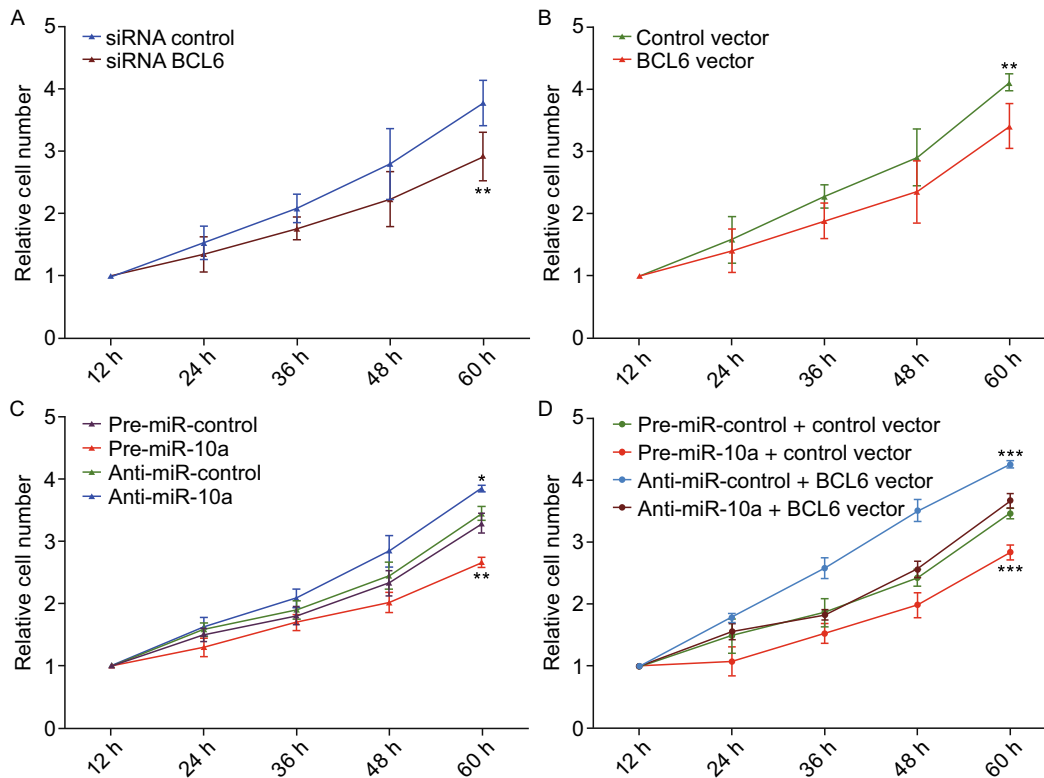 A
siRNA control
siRNA BCL6
Relative cell number
5
4
3
2
1
0
**
12 h
24 h
36 h
48 h
60 h
B
Control vector
BCL6 vector
Relative cell number
5
4
3
2
1
0
**
12 h
24 h
36 h
48 h
60 h
C
Pre-miR-control
Pre-miR-10a
Anti-miR-control
Anti-miR-10a
Relative cell number
5
4
3
2
1
0
*
**
12 h
24 h
36 h
48 h
60 h
D
Pre-miR-control + control vector
Pre-miR-10a + control vector
Anti-miR-control + BCL6 vector
Anti-miR-10a + BCL6 vector
Relative cell number
5
4
3
2
1
0
***
***
12 h
24 h
36 h
48 h
60 h